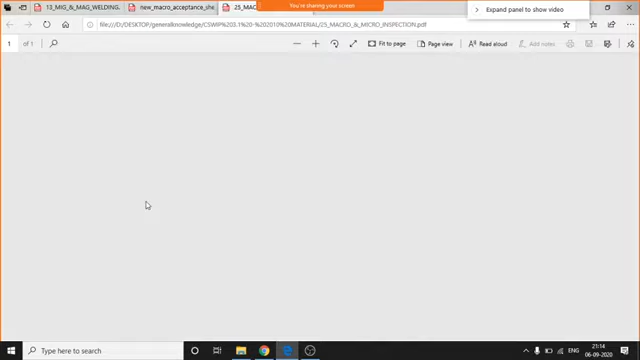 13_MIG_&_MAG_WELDING.
new_macro_acceptance_she
25_MAC
You're sharing your screen
Expand panel to show video
file:///D:/DESKTOP/generalknowledge/CSWIP%203.1%20-%202010%20MATERIAL/25_MACRO_&_MICRO_INSPECTION.pdf
1 of 1
Fit to page
Page view
Read aloud
Add notes
Type here to search
ENG
21:14
06-09-2020